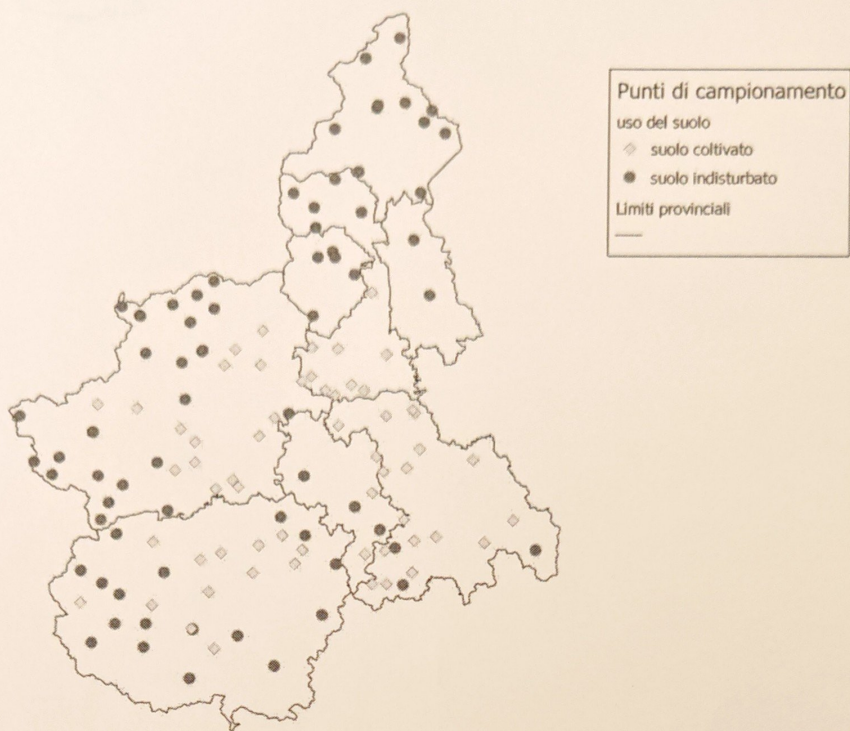 Punti di campionamento
uso del suolo
suolo coltivato
suolo indisturbato
Limiti provinciali